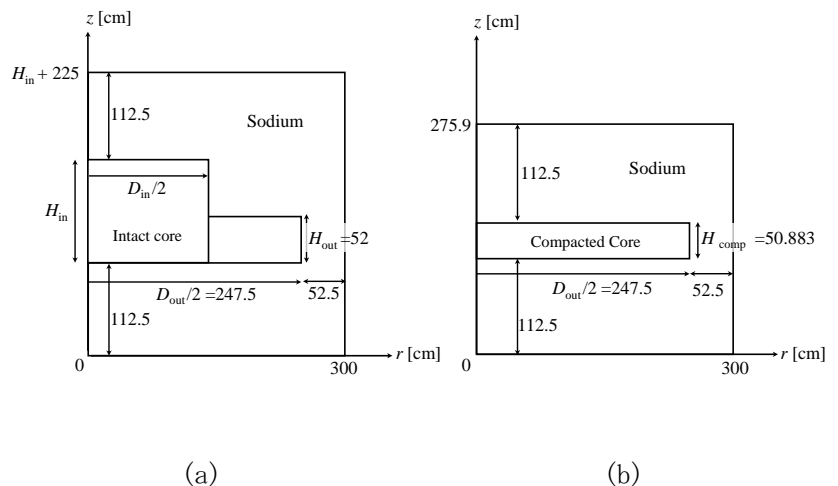 z [cm]
H_in + 225
112.5
Sodium
D_in/2
H_in
Intact core
H_out =52
D_out/2 =247.5
52.5
112.5
0
300
r [cm]
(a)
z [cm]
275.9
112.5
Sodium
Compacted Core
H_comp =50.883
D_out/2 =247.5
52.5
112.5
0
300
r [cm]
(b)